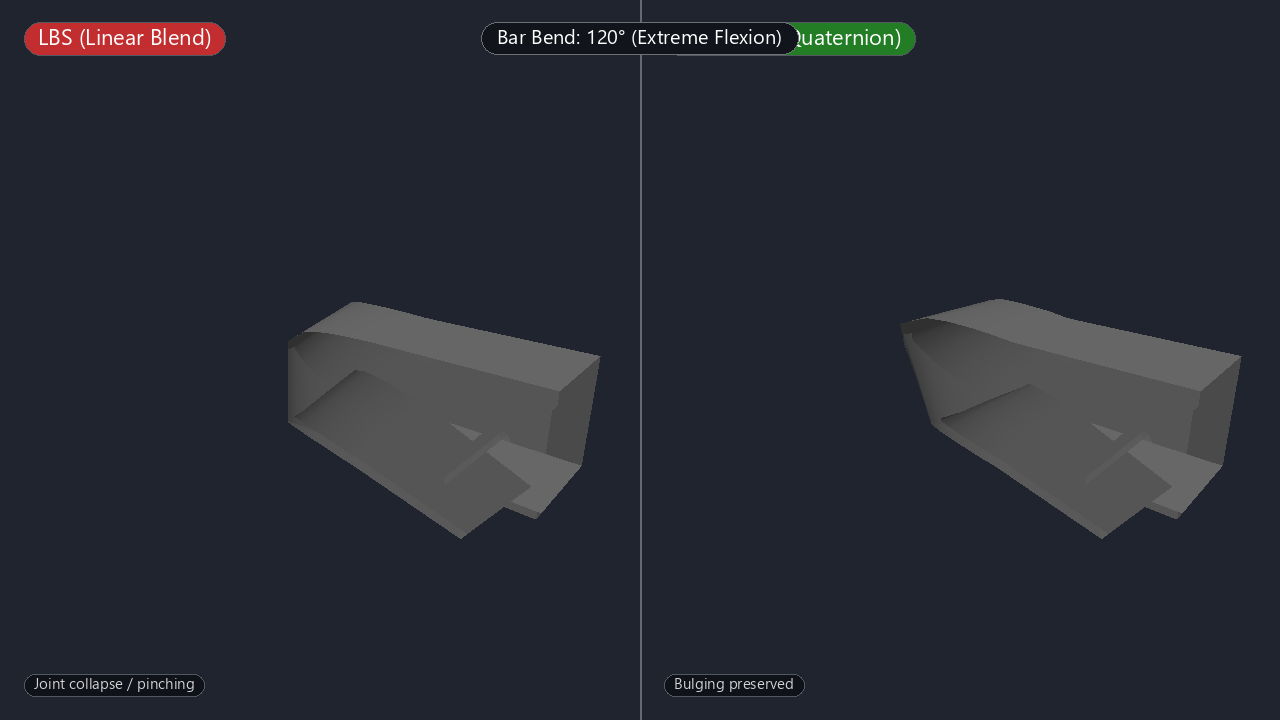 LBS (Linear Blend)
Bar Bend: 120° (Extreme Flexion)
Quaternion)
Joint collapse / pinching
Bulging preserved